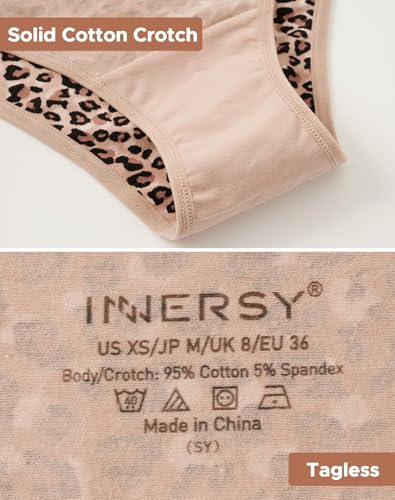 Solid Cotton Crotch
INNERSY®
US XS/JP M/UK 8/EU 36
Body/Crotch: 95% Cotton 5% Spandex
40
Made in China
(SY)
Tagless